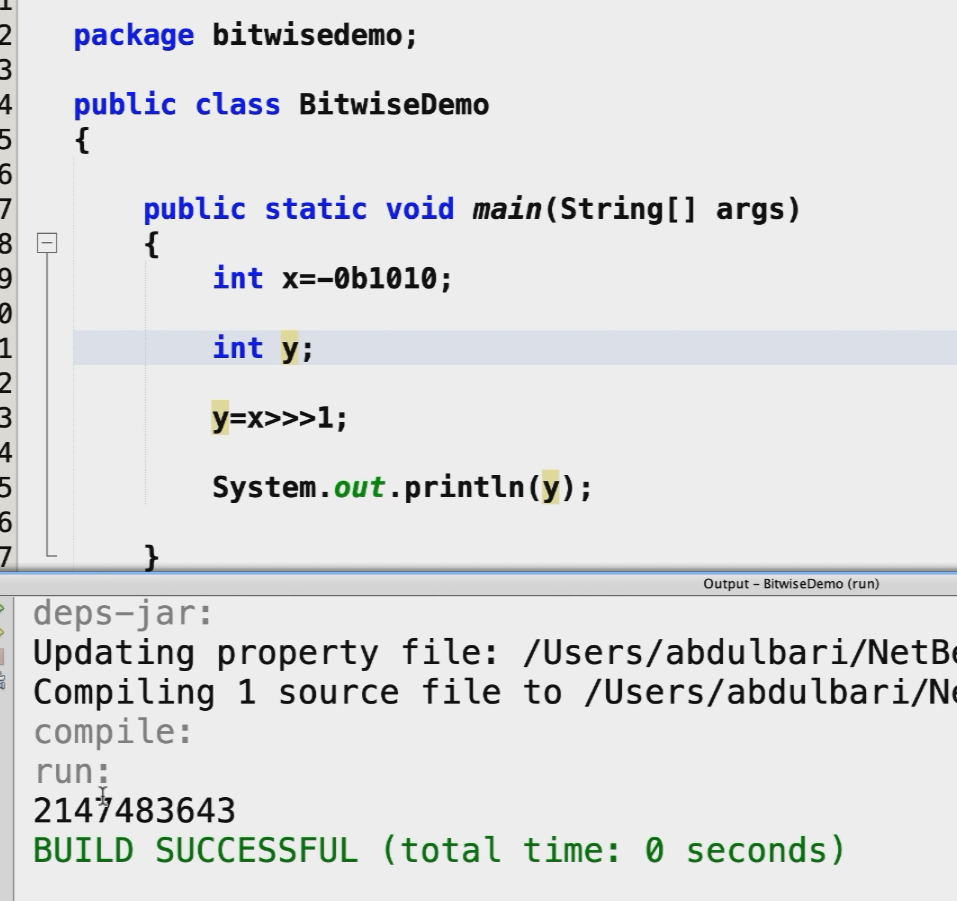 1
2 package bitwisedemo;
3
4 public class BitwiseDemo
5 {
6
7 public static void main(String[] args)
8 {
9 int x=-0b1010;
0
1 int y;
2
3 y=x>>>1;
4
5 System.out.println(y);
6
7 }
Output - BitwiseDemo (run)
deps-jar:
Updating property file: /Users/abdulbari/NetBe
Compiling 1 source file to /Users/abdulbari/Ne
compile:
run:
2147483643
BUILD SUCCESSFUL (total time: 0 seconds)